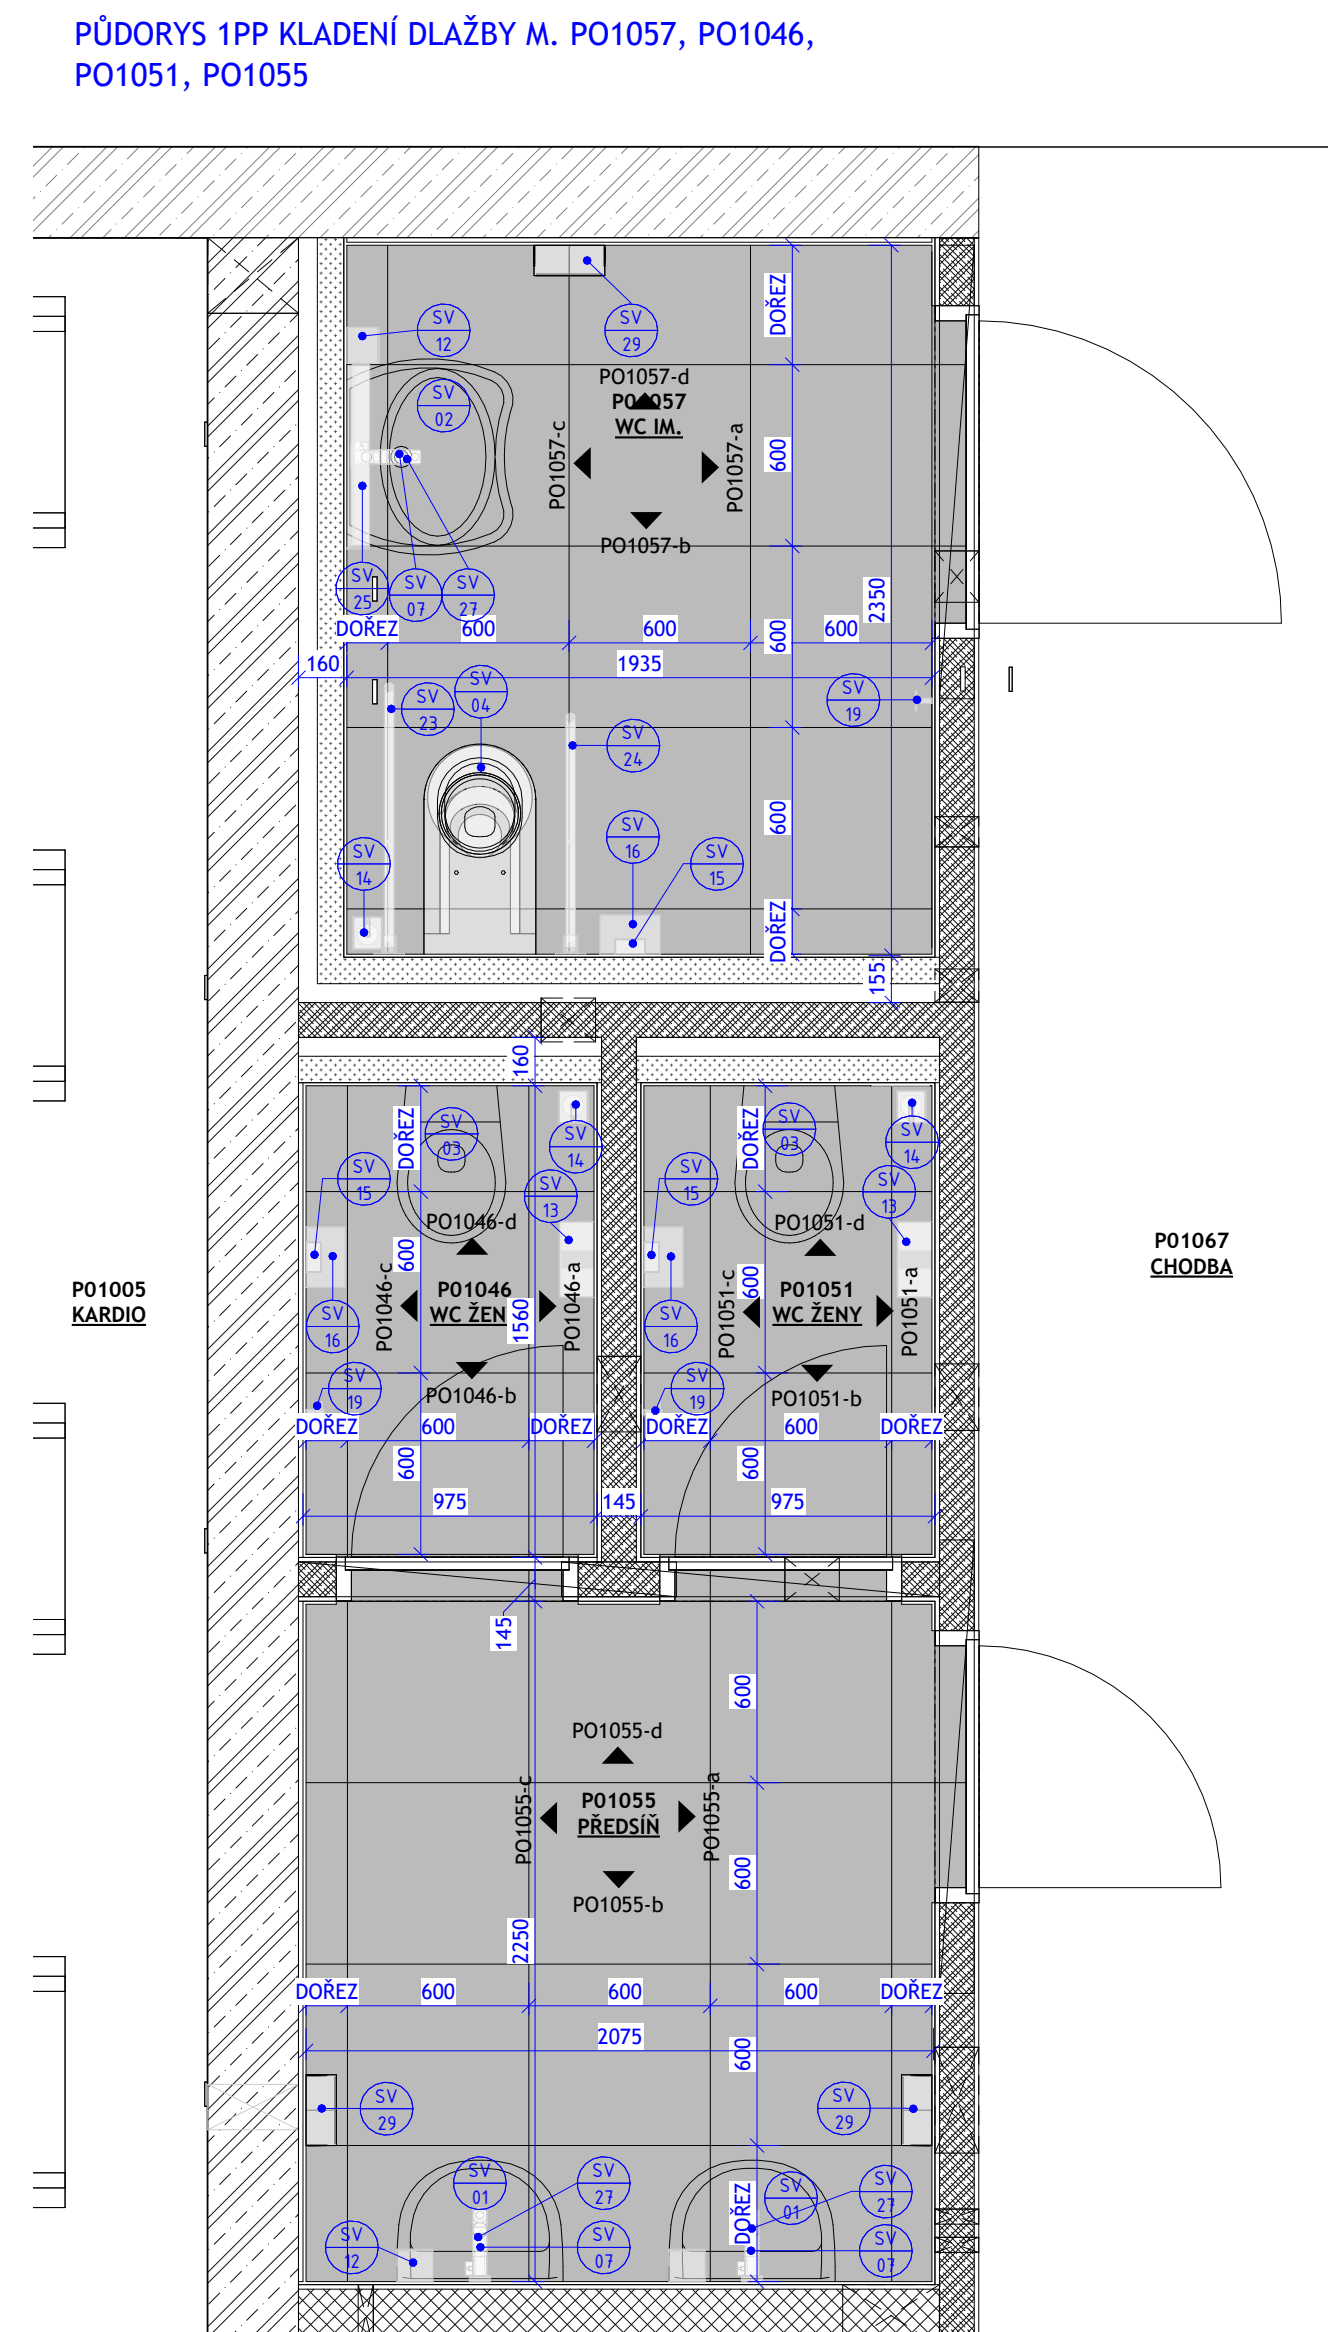 PŮDORYS 1PP KLADENÍ DLAŽBY M. PO1057, PO1046,
PO1051, PO1055
DOŘEZ
SV
12
SV
29
PO1057-d
WC IM.
SV
02
PO1057-c
PO1057-a
600
PO1057-b
SV
25
SV
07
SV
27
2350
DOŘEZ
600
600
600
600
160
1935
SV
23
SV
04
SV
19
SV
24
600
SV
16
SV
15
SV
14
DOŘEZ
155
160
DOŘEZ
SV
03
SV
14
SV
15
SV
13
DOŘEZ
SV
03
SV
14
SV
15
SV
13
PO1046-d
600
PO1046-c
P01046
WC ŽEN
1560
PO1046-a
SV
16
PO1046-b
SV
19
PO1051-d
600
PO1051-c
P01051
WC ŽENY
PO1051-a
SV
16
PO1051-b
SV
19
P01005
KARDIO
P01067
CHODBA
DOŘEZ
600
DOŘEZ
DOŘEZ
600
DOŘEZ
600
600
975
145
975
145
600
PO1055-d
PO1055-c
P01055
PŘEDSÍŇ
PO1055-a
600
PO1055-b
2250
DOŘEZ
600
600
600
DOŘEZ
2075
600
SV
29
SV
29
SV
01
SV
27
DOŘEZ
SV
01
SV
27
SV
12
SV
07
SV
07